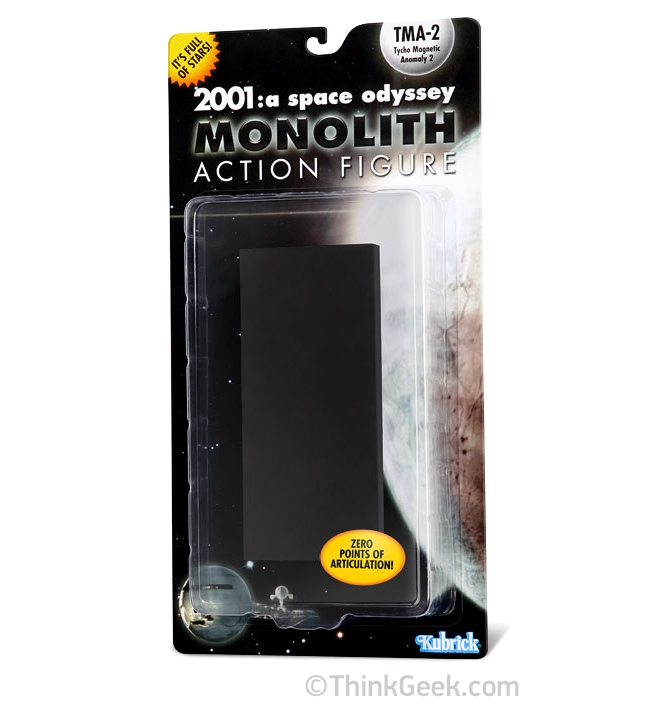 IT'S FULL
OF STARS!
TMA-2
Tycho Magnetic
Anomaly 2
2001: a space odyssey
MONOLITH
ACTION FIGURE
ZERO
POINTS OF
ARTICULATION!
Kubrick
©ThinkGeek.com